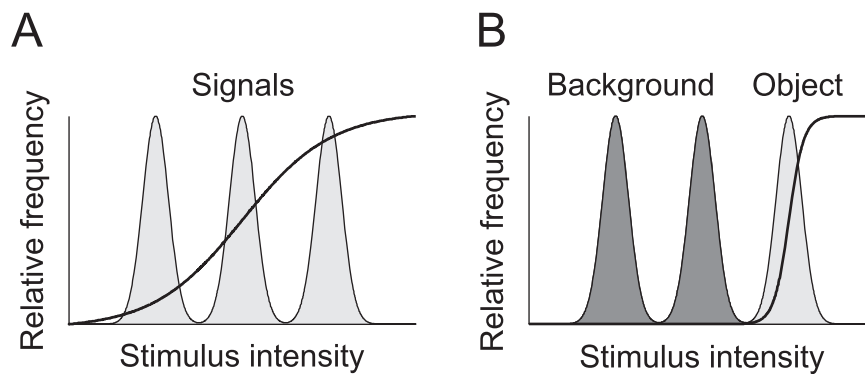 A
Signals
Relative frequency
Stimulus intensity
B
Background Object
Relative frequency
Stimulus intensity